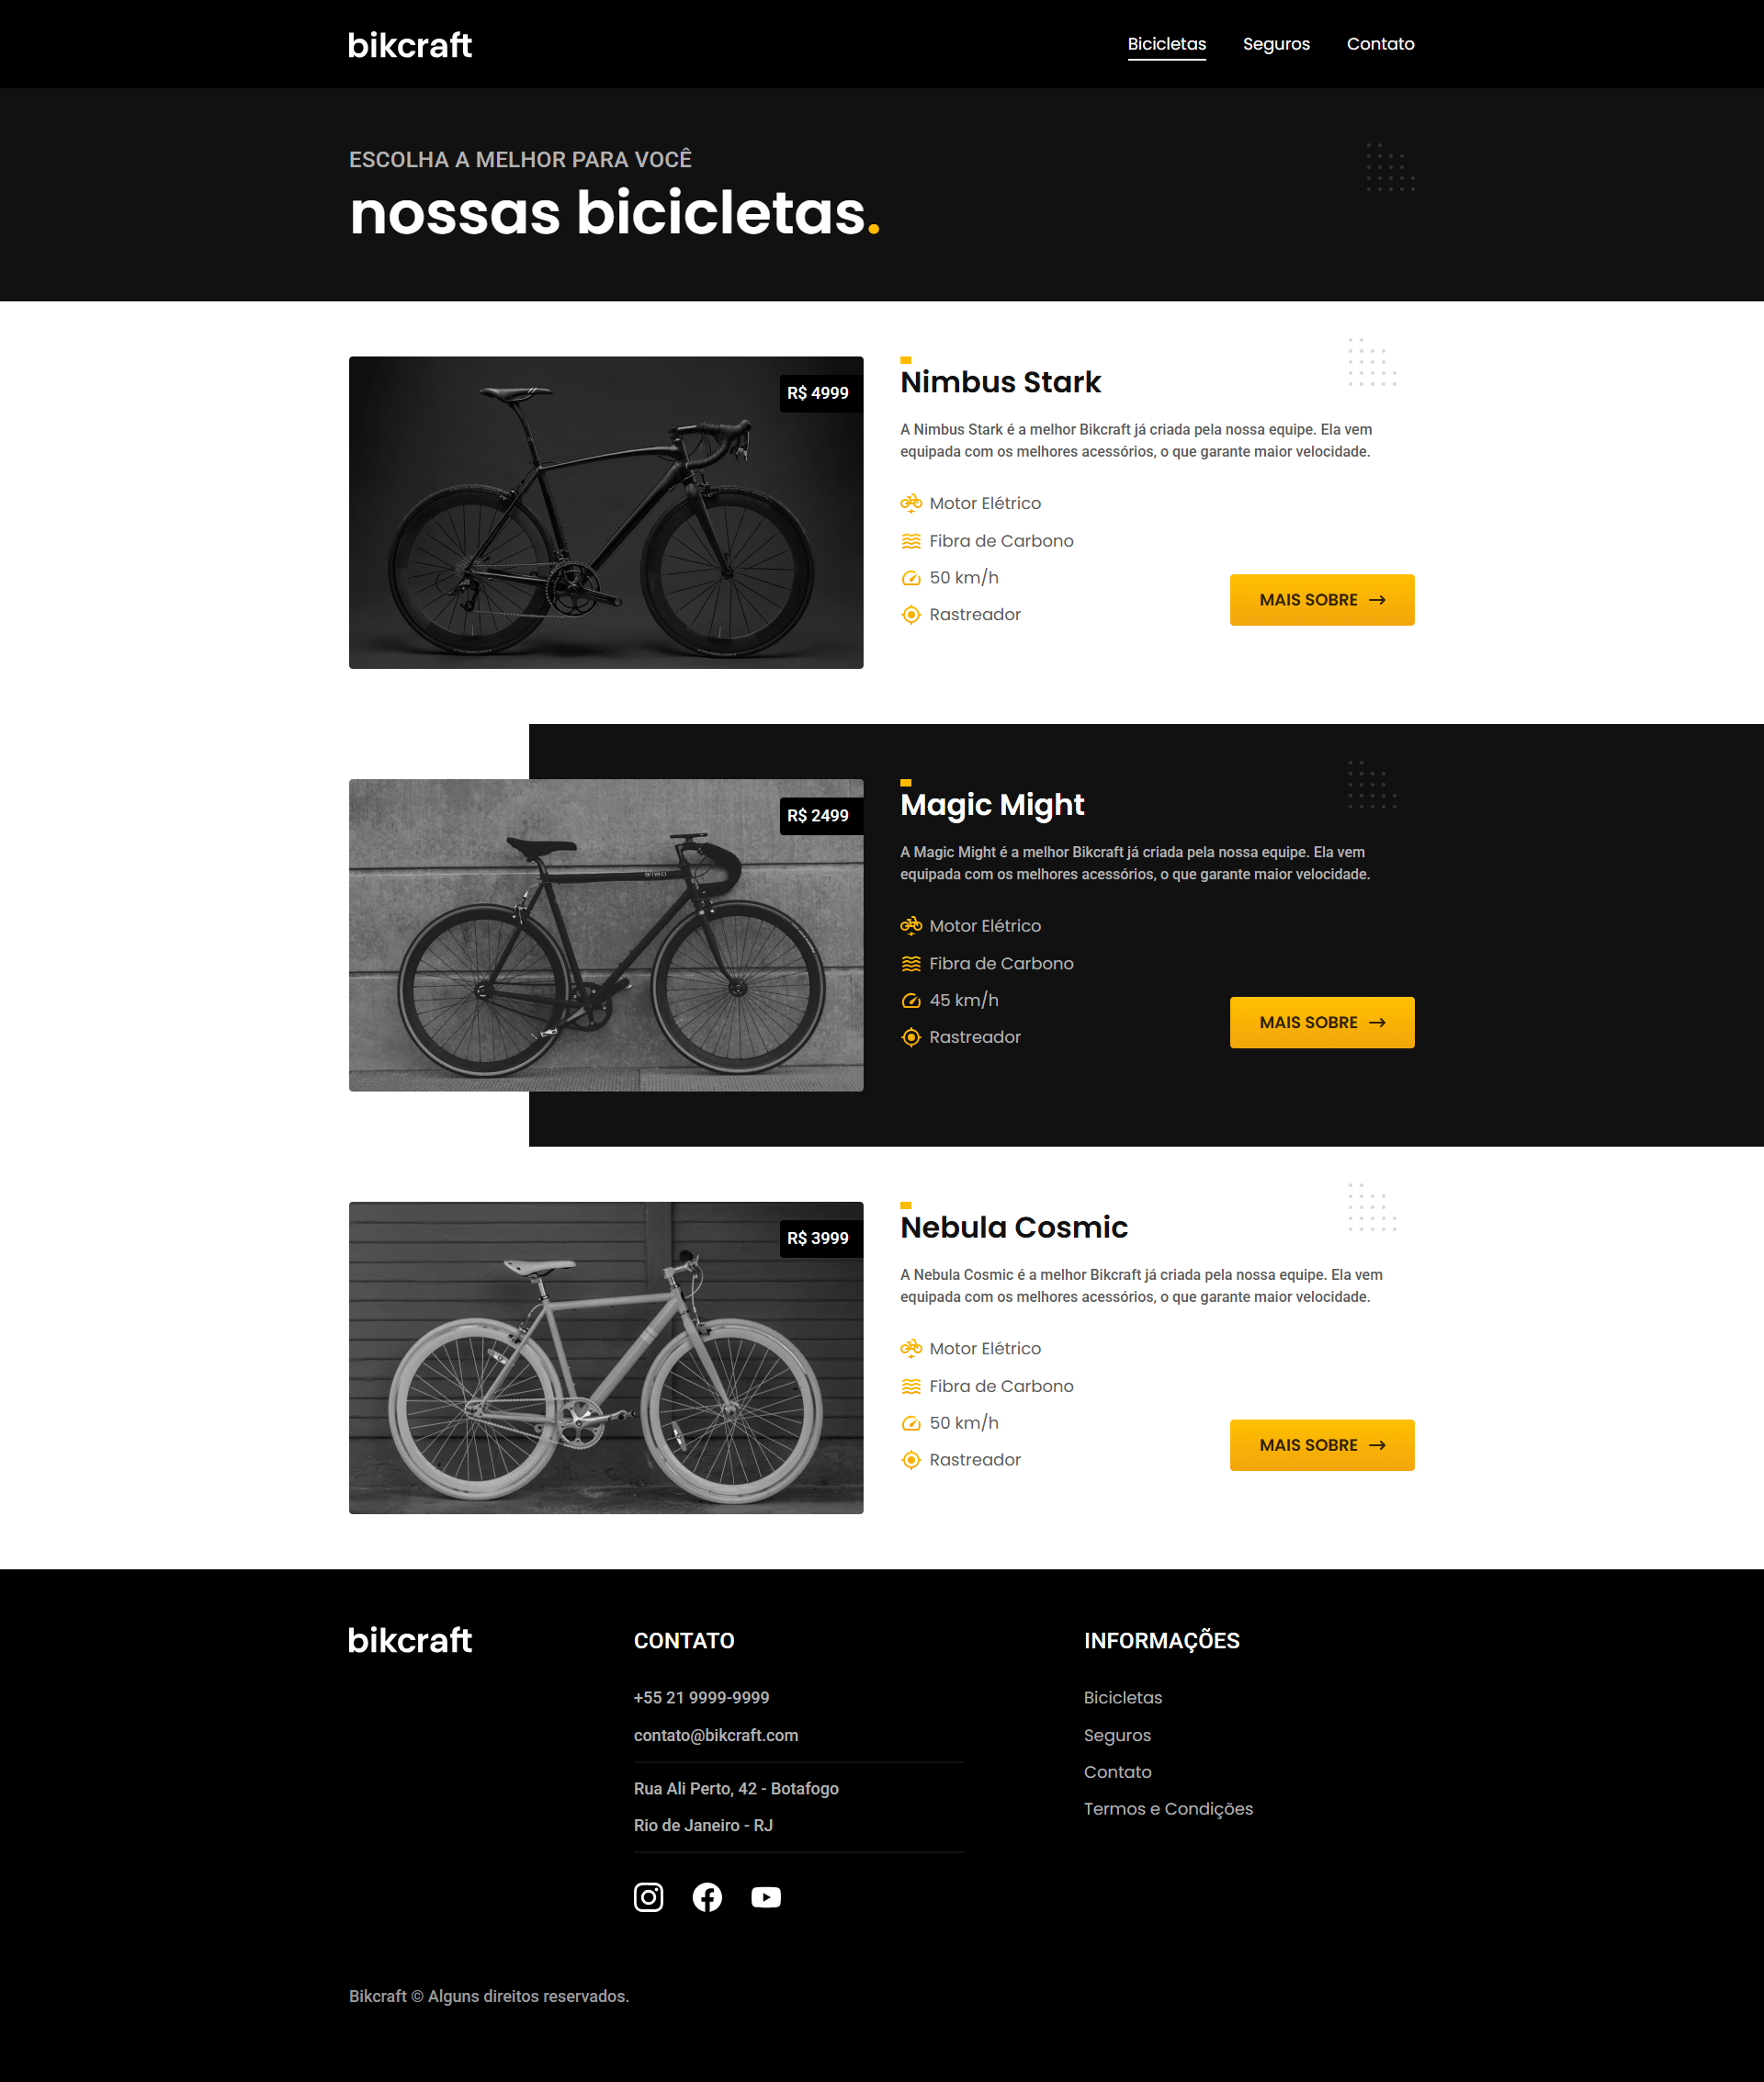 bikcraft
Bicicletas
Seguros
Contato
ESCOLHA A MELHOR PARA VOCÊ
nossas bicicletas.
R$ 4999
Nimbus Stark
A Nimbus Stark é a melhor Bikcraft já criada pela nossa equipe. Ela vem
equipada com os melhores acessórios, o que garante maior velocidade.
Motor Elétrico
Fibra de Carbono
50 km/h
Rastreador
MAIS SOBRE
R$ 2499
Magic Might
A Magic Might é a melhor Bikcraft já criada pela nossa equipe. Ela vem
equipada com os melhores acessórios, o que garante maior velocidade.
Motor Elétrico
Fibra de Carbono
45 km/h
Rastreador
MAIS SOBRE
R$ 3999
Nebula Cosmic
A Nebula Cosmic é a melhor Bikcraft já criada pela nossa equipe. Ela vem
equipada com os melhores acessórios, o que garante maior velocidade.
Motor Elétrico
Fibra de Carbono
50 km/h
Rastreador
MAIS SOBRE
bikcraft
CONTATO
+55 21 9999-9999
contato@bikcraft.com
Rua Ali Perto, 42 - Botafogo
Rio de Janeiro - RJ
INFORMAÇÕES
Bicicletas
Seguros
Contato
Termos e Condições
Bikcraft © Alguns direitos reservados.